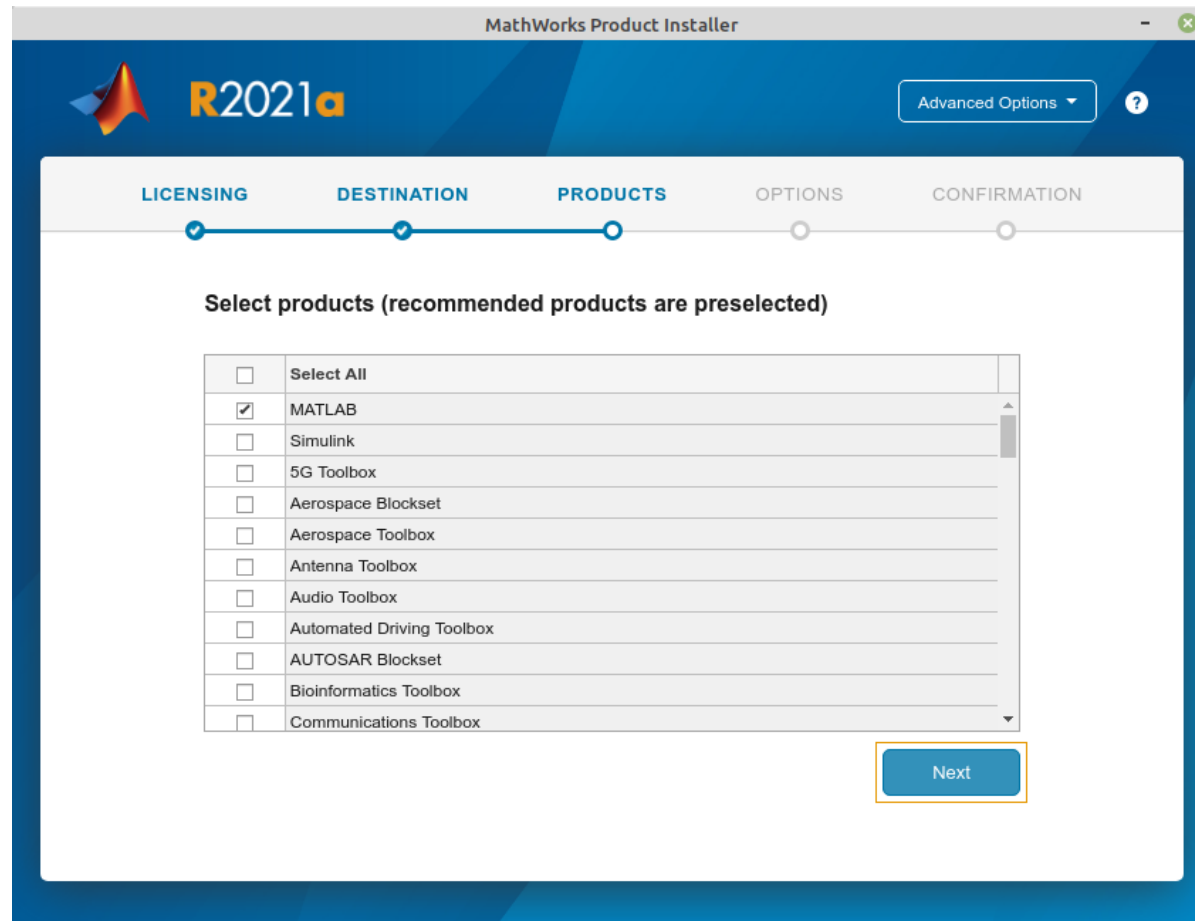 MathWorks Product Installer
R2021a
Advanced Options
?
LICENSING DESTINATION PRODUCTS OPTIONS CONFIRMATION
Select products (recommended products are preselected)
Select All
MATLAB
Simulink
5G Toolbox
Aerospace Blockset
Aerospace Toolbox
Antenna Toolbox
Audio Toolbox
Automated Driving Toolbox
AUTOSAR Blockset
Bioinformatics Toolbox
Communications Toolbox
Next